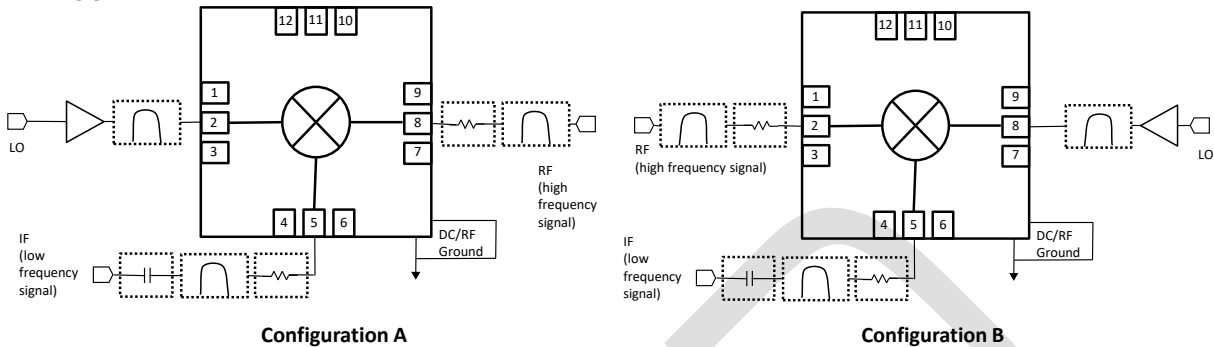 12 11 10
1 9
2 8
3 7
4 5 6
LO
RF
(high
frequency
signal)
IF
(low
frequency
signal)
DC/RF
Ground
Configuration A
12 11 10
1 9
2 8
3 7
4 5 6
RF
(high frequency signal)
LO
IF
(low
frequency
signal)
DC/RF
Ground
Configuration B